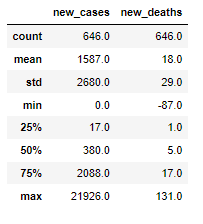 new_cases new_deaths
count 646.0 646.0
mean 1587.0 18.0
std 2680.0 29.0
min 0.0 -87.0
25% 17.0 1.0
50% 380.0 5.0
75% 2088.0 17.0
max 21926.0 131.0